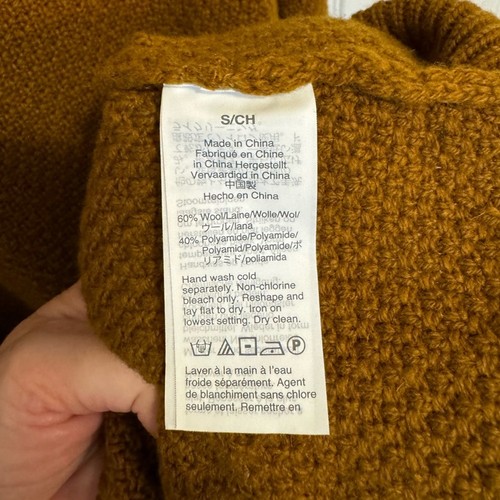 S/CH
Made in China
Fabriqué en Chine
in China Hergestellt
Vervaardigd in China
中国製
Hecho en China
60% Wool/Laine/Wolle/Wol/
ウール/lana
40% Polyamide/Polyamide/
Polyamid/Polyamide/ポ
リアミド/poliamida
Hand wash cold
separately. Non-chlorine
bleach only. Reshape and
lay flat to dry. Iron on
lowest setting. Dry clean.
P
Laver à la main à l'eau
froide séparément. Agent
de blanchiment sans chlore
seulement. Remettre en